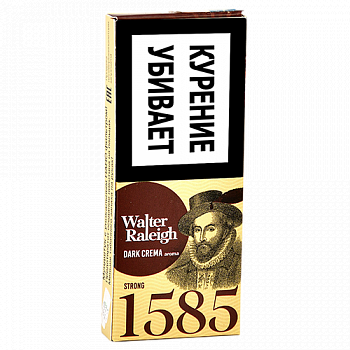 КУРЕНИЕ
УБИВАЕТ
Walter
Raleigh
DARK CREMA aroma
STRONG
1585